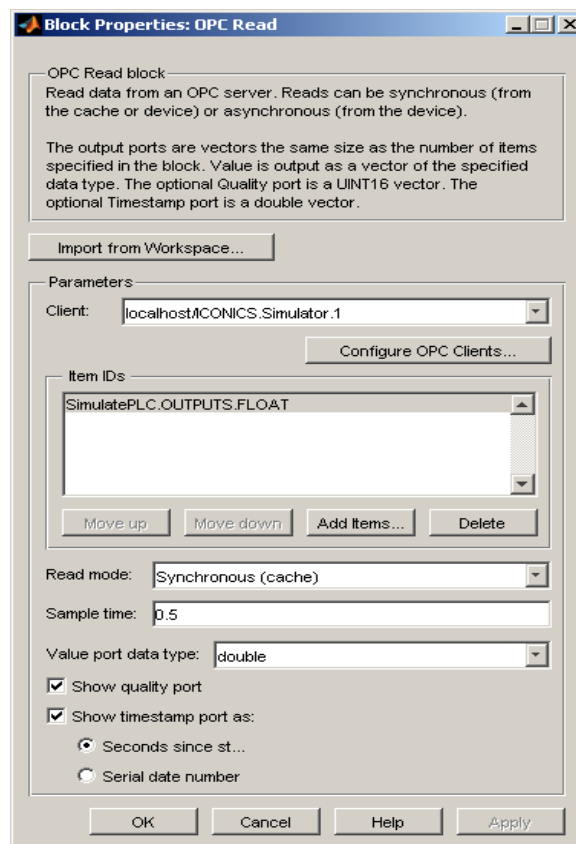 Block Properties: OPC Read
OPC Read block
Read data from an OPC server. Reads can be synchronous (from
the cache or device) or asynchronous (from the device).
The output ports are vectors the same size as the number of items
specified in the block. Value is output as a vector of the specified
data type. The optional Quality port is a UINT16 vector. The
optional Timestamp port is a double vector.
Import from Workspace...
Parameters
Client: localhost/ICONICS.Simulator.1
Configure OPC Clients...
Item IDs
SimulatePLC.OUTPUTS.FLOAT
Move up Move down Add Items... Delete
Read mode: Synchronous (cache)
Sample time: 0.5
Value port data type: double
Show quality port
Show timestamp port as:
Seconds since st...
Serial date number
OK Cancel Help Apply